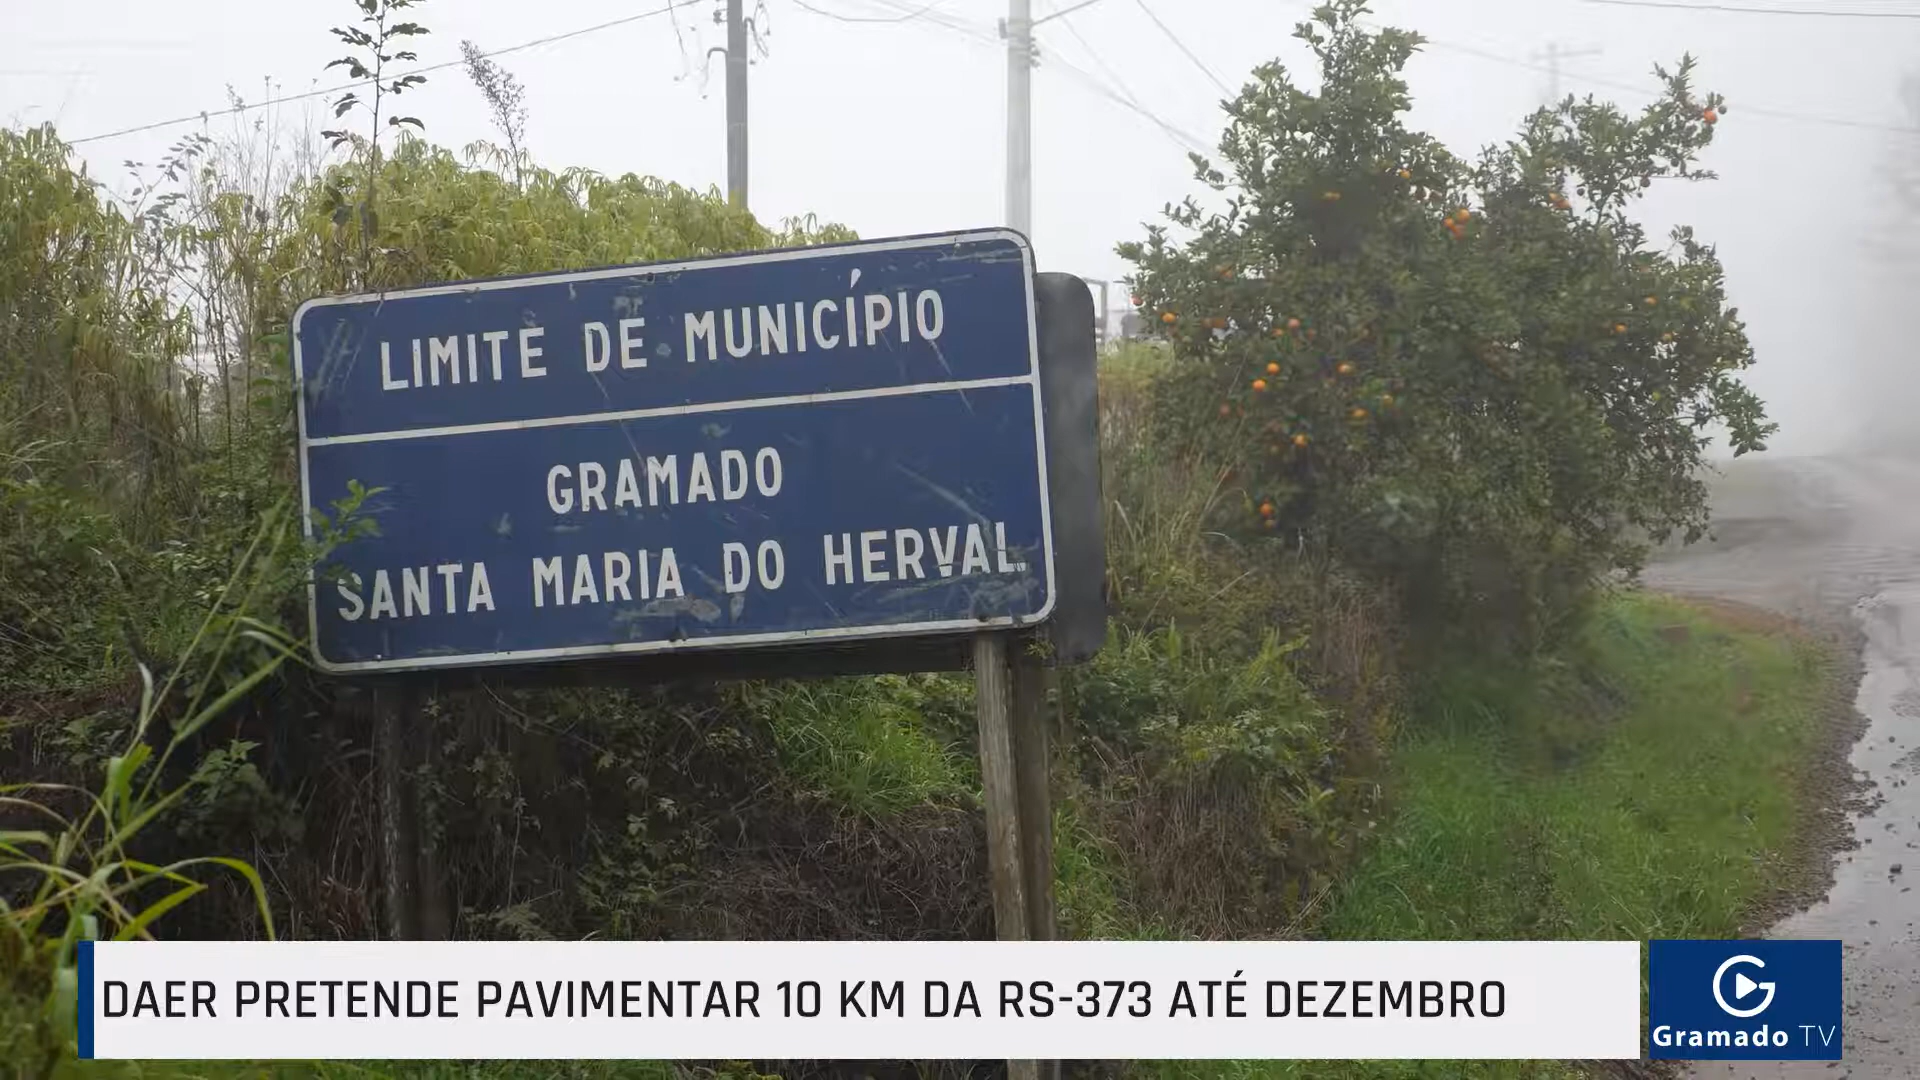 LIMITE DE MUNICÍPIO
GRAMADO
SANTA MARIA DO HERVAL
DAER PRETENDE PAVIMENTAR 10 KM DA RS-373 ATÉ DEZEMBRO
Gramado TV